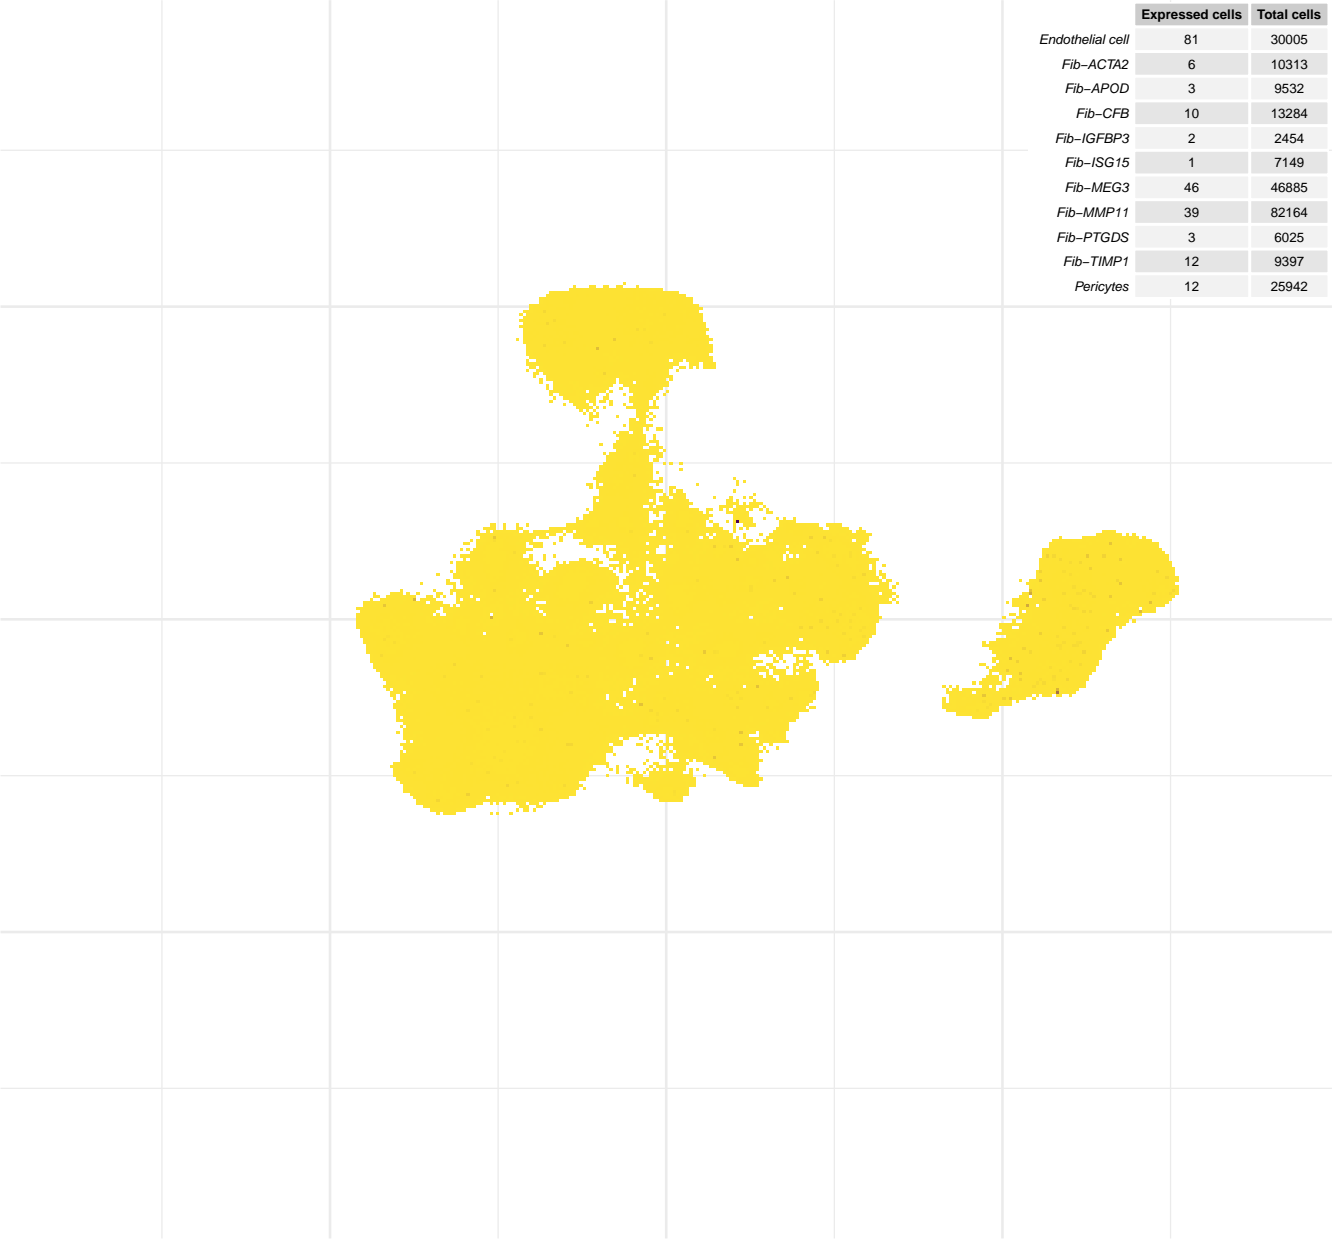 Expressed cells Total cells
Endothelial cell 81 30005
Fib−ACTA2 6 10313
Fib−APOD 3 9532
Fib−CFB 10 13284
Fib−IGFBP3 2 2454
Fib−ISG15 1 7149
Fib−MEG3 46 46885
Fib−MMP11 39 82164
Fib−PTGDS 3 6025
Fib−TIMP1 12 9397
Pericytes 12 25942